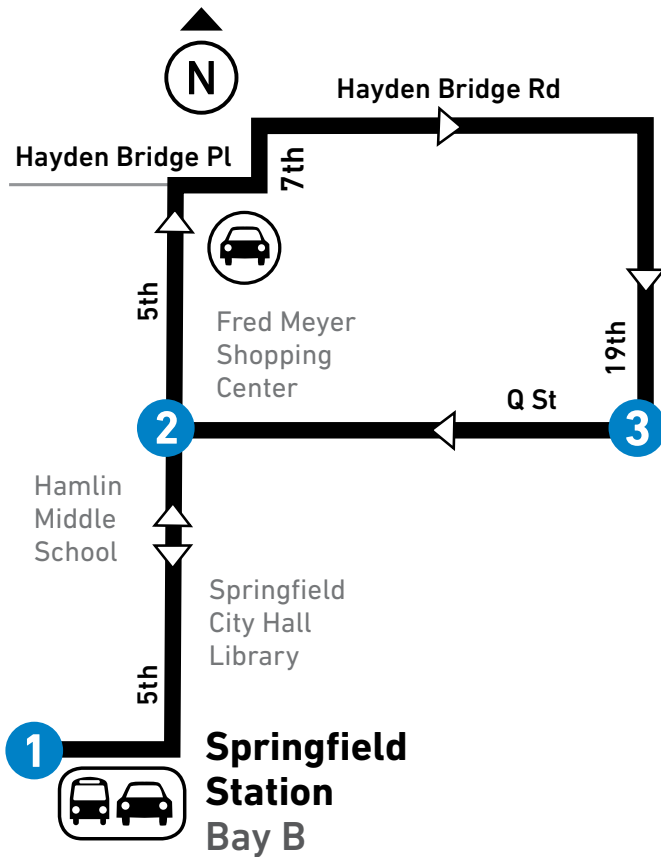 N
Hayden Bridge Rd
Hayden Bridge Pl
7th
5th
Fred Meyer
Shopping
Center
19th
Q St
2
3
Hamlin
Middle
School
Springfield
City Hall
Library
5th
1
Springfield
Station
Bay B